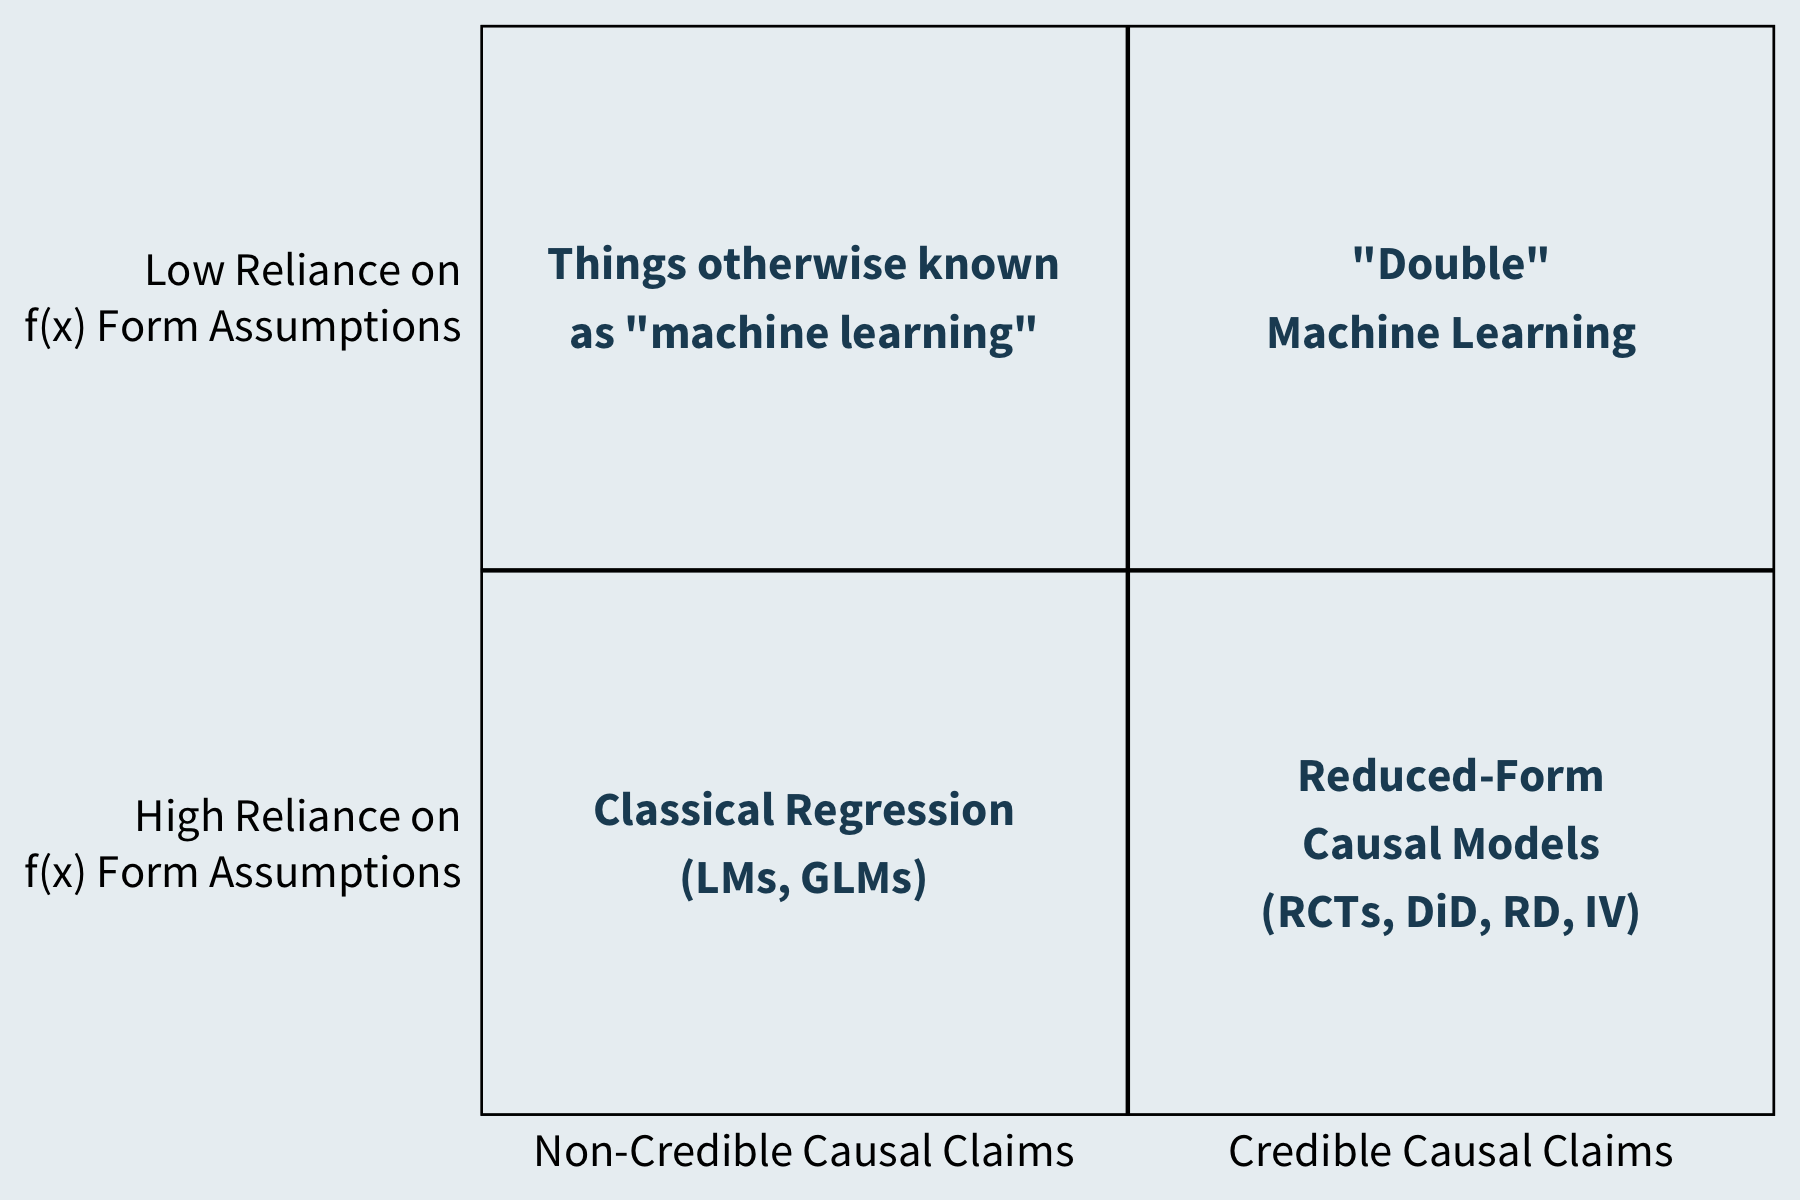 Low Reliance on
f(x) Form Assumptions
Things otherwise known
as "machine learning"
"Double"
Machine Learning
High Reliance on
f(x) Form Assumptions
Classical Regression
(LMs, GLMs)
Reduced-Form
Causal Models
(RCTs, DiD, RD, IV)
Non-Credible Causal Claims
Credible Causal Claims